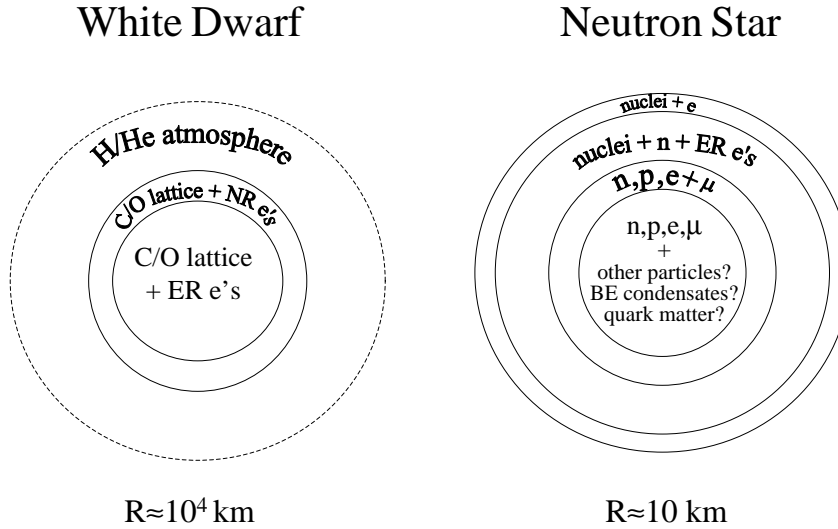 White Dwarf
H/He atmosphere
C/O lattice + NR e's
C/O lattice
+ ER e's
R≈10⁴ km
Neutron Star
nuclei + e
nuclei + n + ER e's
n,p,e+μ
n,p,e,μ
+
other particles?
BE condensates?
quark matter?
R≈10 km